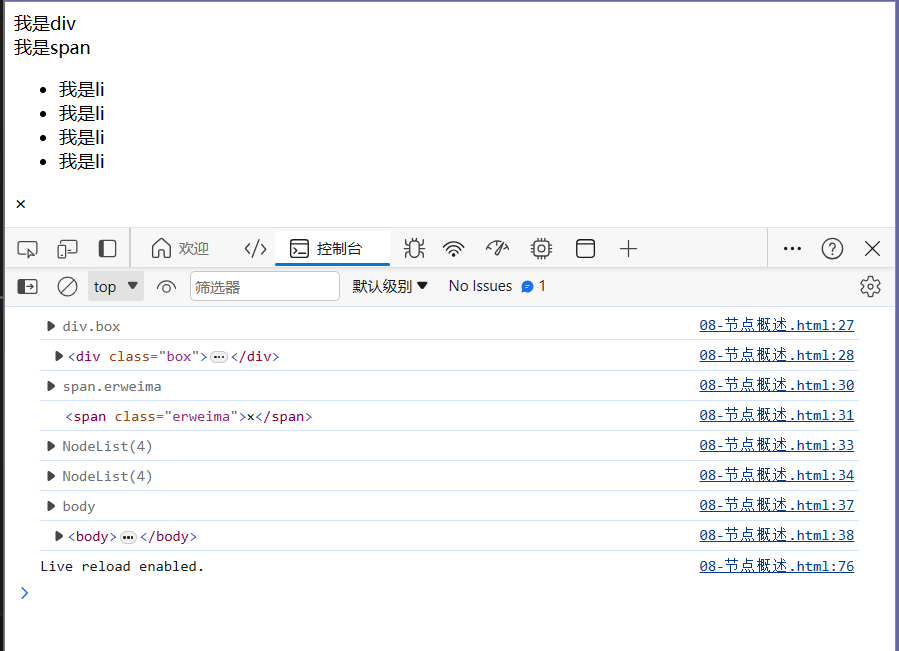 我是div
我是span
• 我是li
• 我是li
• 我是li
• 我是li
×
欢迎 </> 控制台
top ▼ 筛选器 默认级别 ▼ No Issues 1
▶ div.box 08-节点概述.html:27
▶ <div class="box">…</div> 08-节点概述.html:28
▶ span.erweima 08-节点概述.html:30
<span class="erweima">×</span> 08-节点概述.html:31
▶ NodeList(4) 08-节点概述.html:33
▶ NodeList(4) 08-节点概述.html:34
▶ body 08-节点概述.html:37
▶ <body>…</body> 08-节点概述.html:38
Live reload enabled. 08-节点概述.html:76